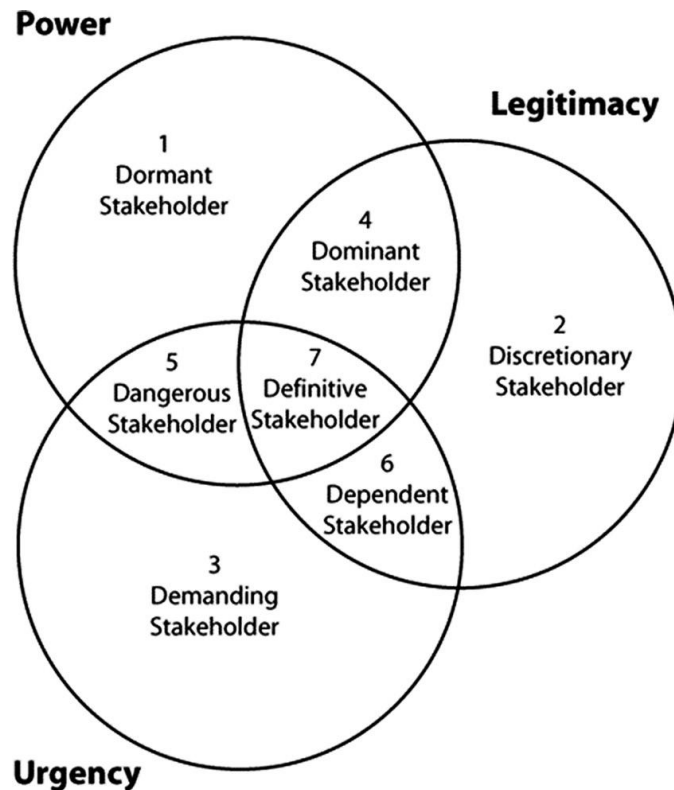 Power
Legitimacy
1
Dormant
Stakeholder
4
Dominant
Stakeholder
2
Discretionary
Stakeholder
5
Dangerous
Stakeholder
7
Definitive
Stakeholder
6
Dependent
Stakeholder
3
Demanding
Stakeholder
Urgency